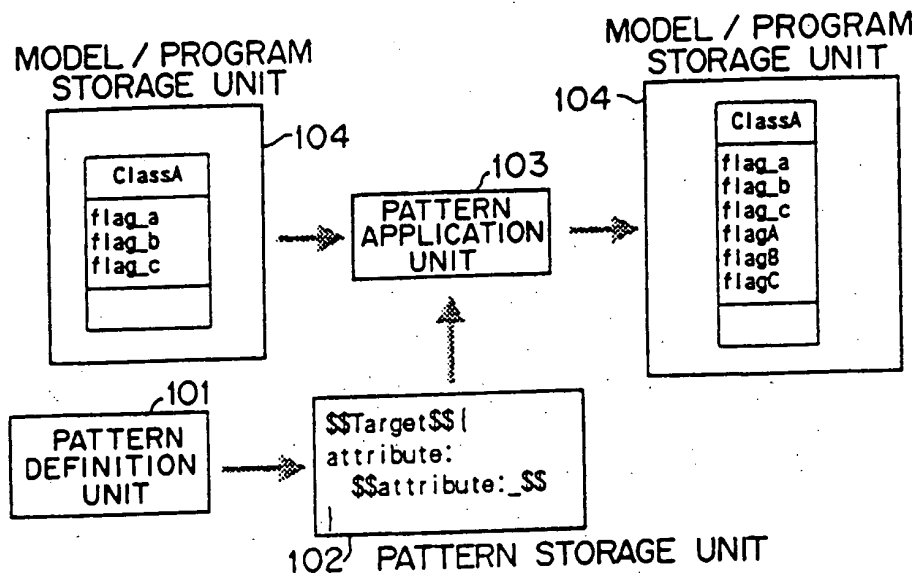 MODEL / PROGRAM
STORAGE UNIT
104
ClassA
flag_a
flag_b
flag_c
103
PATTERN
APPLICATION
UNIT
MODEL / PROGRAM
STORAGE UNIT
104
ClassA
flag_a
flag_b
flag_c
flagA
flagB
flagC
101
PATTERN
DEFINITION
UNIT
$$Target$${
attribute:
$$attribute:_$$
}
102 PATTERN STORAGE UNIT